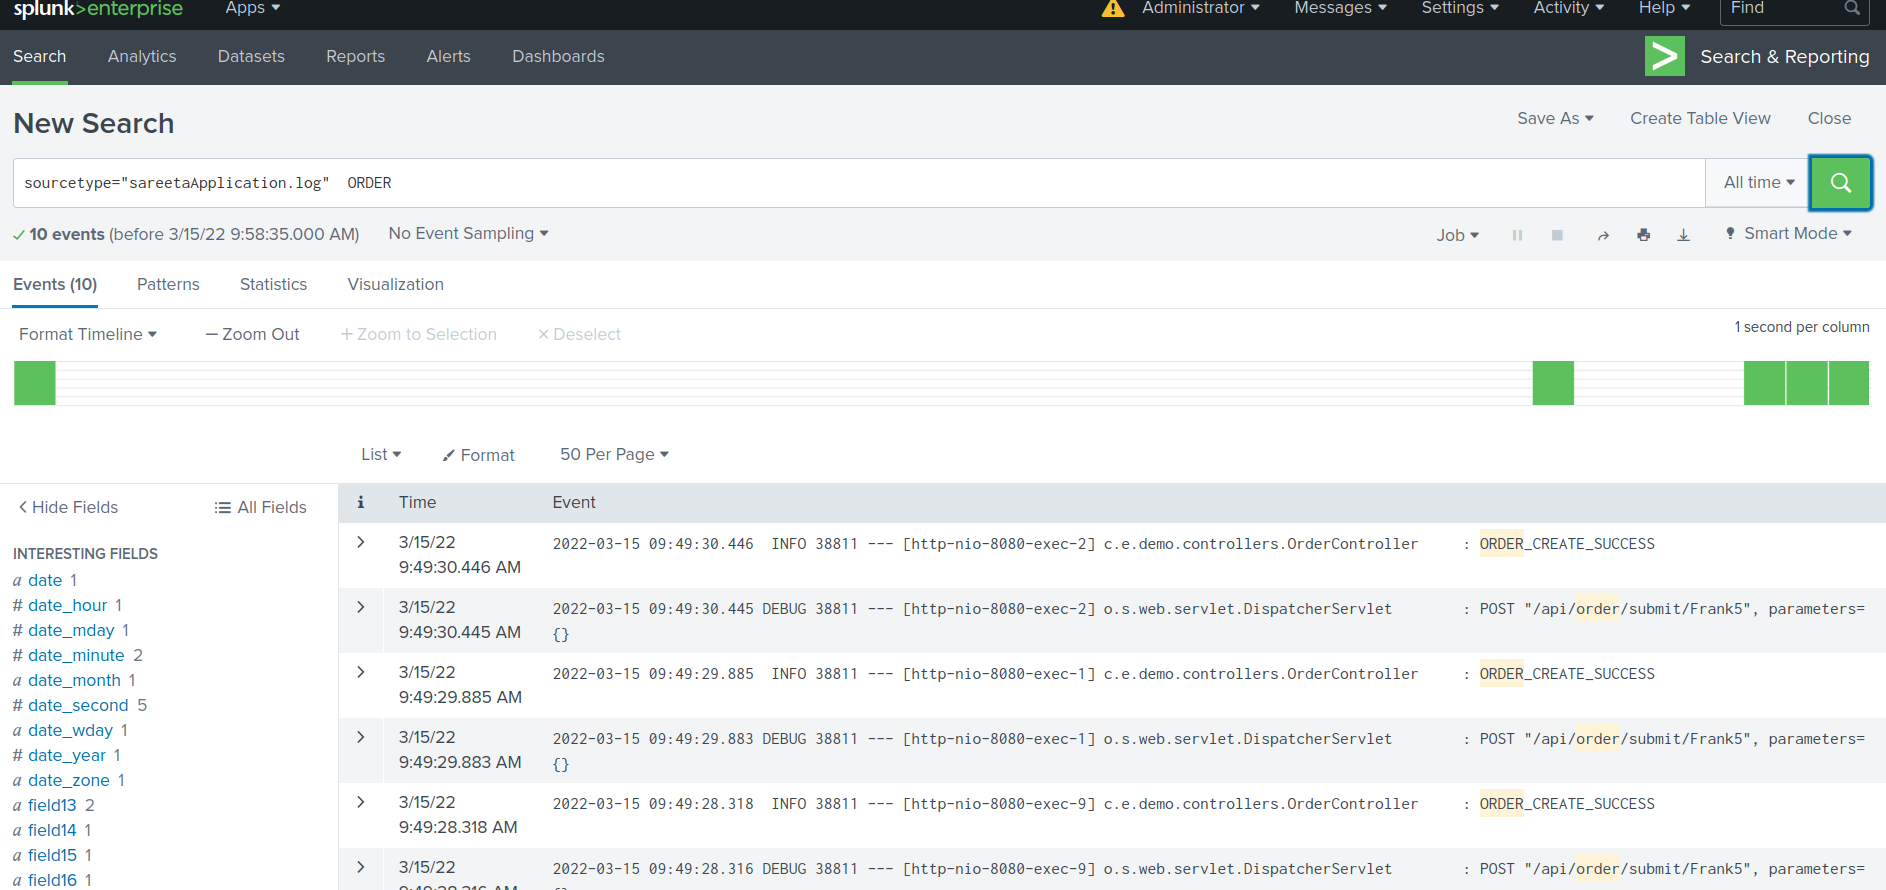 splunk>enterprise Apps Administrator Messages Settings Activity Help Find
Search Analytics Datasets Reports Alerts Dashboards Search & Reporting
New Search Save As Create Table View Close
sourcetype="sareetaApplication.log" ORDER All time
10 events (before 3/15/22 9:58:35.000 AM) No Event Sampling Job Smart Mode
Events (10) Patterns Statistics Visualization
Format Timeline — Zoom Out + Zoom to Selection × Deselect 1 second per column
List Format 50 Per Page
< Hide Fields All Fields
i Time Event
INTERESTING FIELDS
a date 1
# date_hour 1
# date_mday 1
# date_minute 2
a date_month 1
# date_second 5
a date_wday 1
# date_year 1
a date_zone 1
a field13 2
a field14 1
a field15 1
a field16 1
> 3/15/22 2022-03-15 09:49:30.446 INFO 38811 --- [http-nio-8080-exec-2] c.e.demo.controllers.OrderController : ORDER_CREATE_SUCCESS
9:49:30.446 AM
> 3/15/22 2022-03-15 09:49:30.445 DEBUG 38811 --- [http-nio-8080-exec-2] o.s.web.servlet.DispatcherServlet : POST "/api/order/submit/Frank5", parameters=
9:49:30.445 AM {}
> 3/15/22 2022-03-15 09:49:29.885 INFO 38811 --- [http-nio-8080-exec-1] c.e.demo.controllers.OrderController : ORDER_CREATE_SUCCESS
9:49:29.885 AM
> 3/15/22 2022-03-15 09:49:29.883 DEBUG 38811 --- [http-nio-8080-exec-1] o.s.web.servlet.DispatcherServlet : POST "/api/order/submit/Frank5", parameters=
9:49:29.883 AM {}
> 3/15/22 2022-03-15 09:49:28.318 INFO 38811 --- [http-nio-8080-exec-9] c.e.demo.controllers.OrderController : ORDER_CREATE_SUCCESS
9:49:28.318 AM
> 3/15/22 2022-03-15 09:49:28.316 DEBUG 38811 --- [http-nio-8080-exec-9] o.s.web.servlet.DispatcherServlet : POST "/api/order/submit/Frank5", parameters=
9:49:28.316 AM